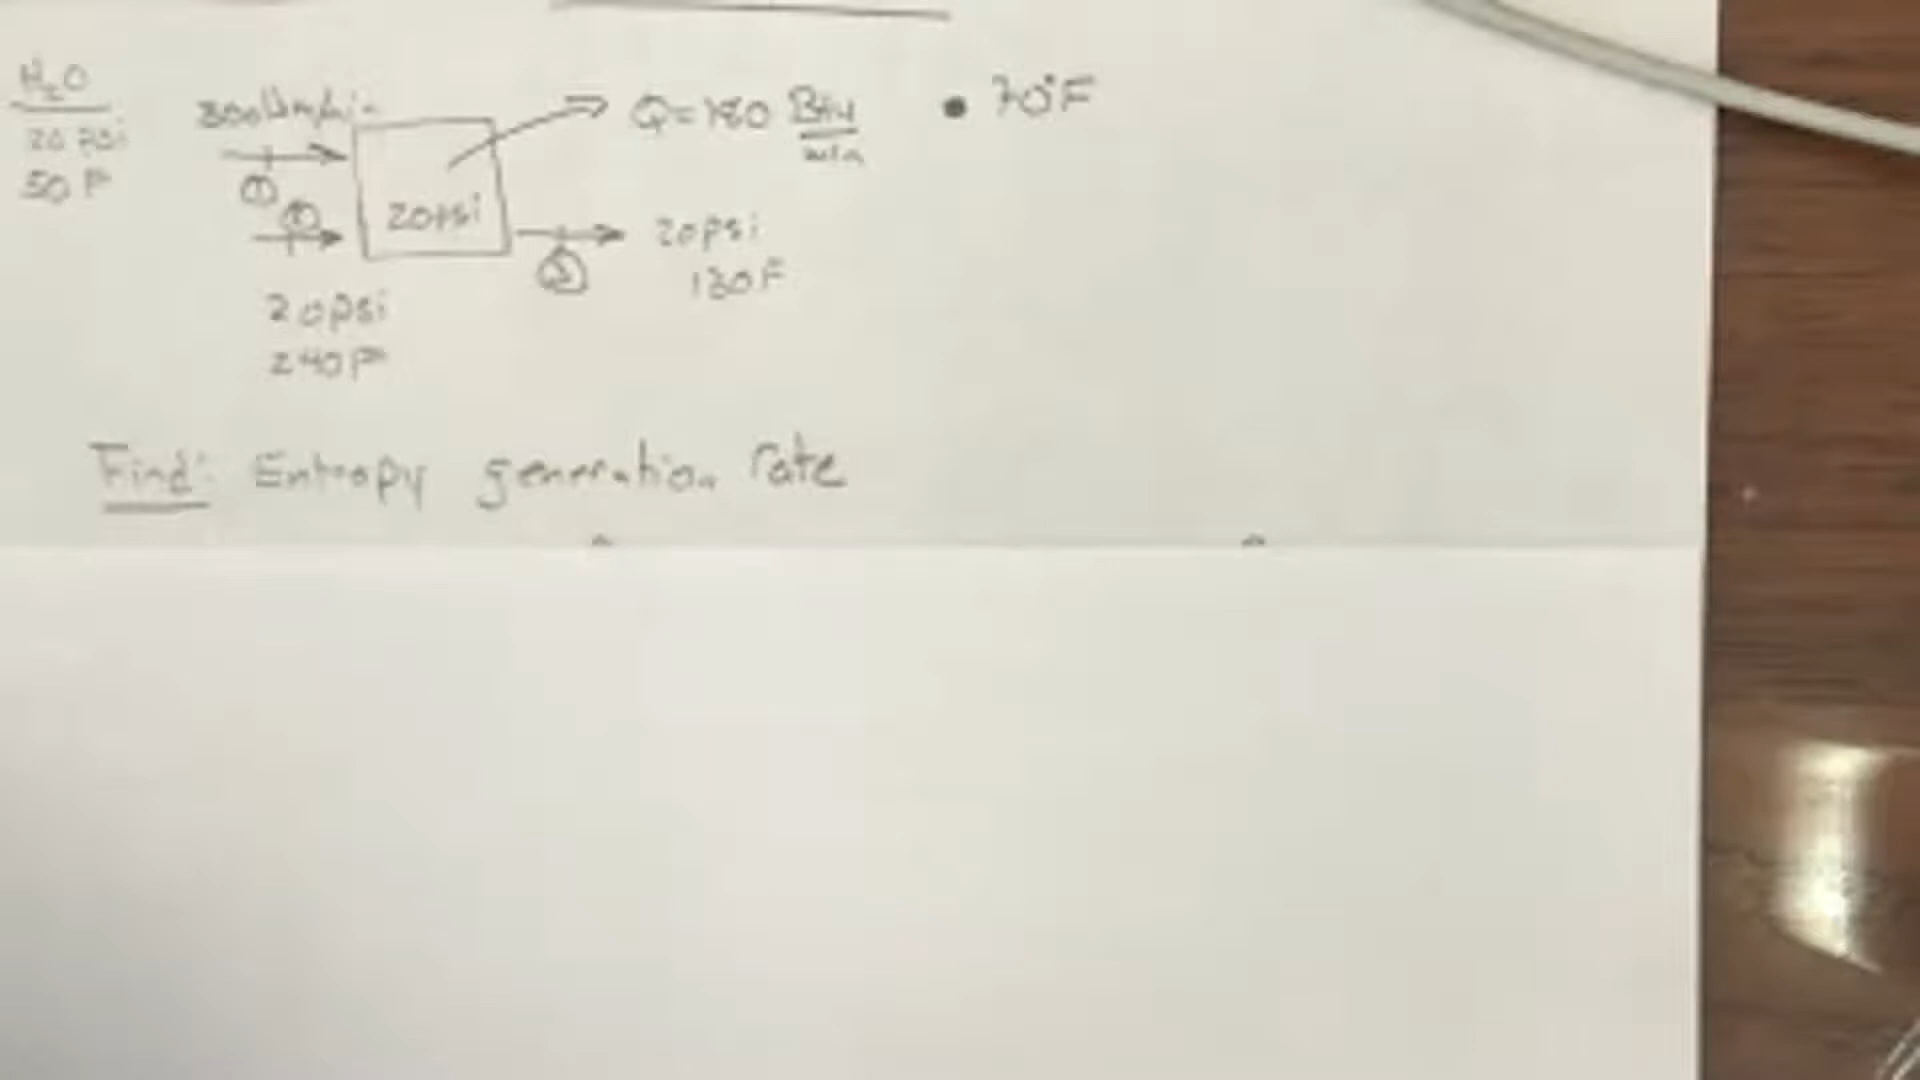 H₂O
20 psi
50 F
300 lbm/min
①
②
20psi
Q=180 Btu/min
• 70°F
③
20psi
130F
20psi
240F
Find: Entropy generation rate